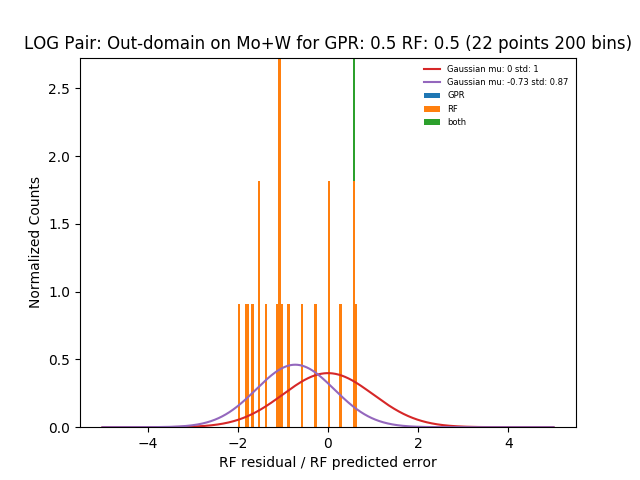 LOG Pair: Out-domain on Mo+W for GPR: 0.5 RF: 0.5 (22 points 200 bins)
Gaussian mu: 0 std: 1
Gaussian mu: -0.73 std: 0.87
GPR
RF
both
Normalized Counts
2.5
2.0
1.5
1.0
0.5
0.0
−4 −2 0 2 4
RF residual / RF predicted error